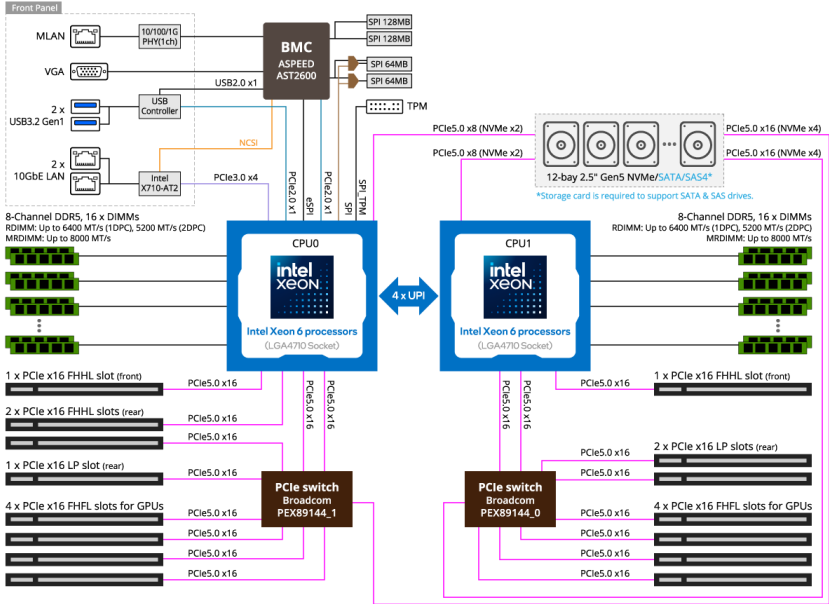 Front Panel
MLAN
10/100/1G
PHY(1ch)
BMC
ASPEED
AST2600
SPI 128MB
SPI 128MB
SPI 64MB
SPI 64MB
VGA
USB2.0 x1
2 x
USB3.2 Gen1
USB
Controller
TPM
NCSI
2 x
10GbE LAN
Intel
X710-AT2
PCIe3.0 x4
PCIe2.0 x1
eSPI
PCIe2.0 x1
SPI
SPI_TPM
PCIe5.0 x8 (NVMe x2)
PCIe5.0 x8 (NVMe x2)
PCIe5.0 x16 (NVMe x4)
PCIe5.0 x16 (NVMe x4)
12-bay 2.5" Gen5 NVMe/SATA/SAS4*
*Storage card is required to support SATA & SAS drives.
8-Channel DDR5, 16 x DIMMs
RDIMM: Up to 6400 MT/s (1DPC), 5200 MT/s (2DPC)
MRDIMM: Up to 8000 MT/s
CPU0
intel
XEON
Intel Xeon 6 processors
(LGA4710 Socket)
4 x UPI
CPU1
intel
XEON
Intel Xeon 6 processors
(LGA4710 Socket)
8-Channel DDR5, 16 x DIMMs
RDIMM: Up to 6400 MT/s (1DPC), 5200 MT/s (2DPC)
MRDIMM: Up to 8000 MT/s
1 x PCIe x16 FHHL slot (front)
PCIe5.0 x16
2 x PCIe x16 FHHL slots (rear)
PCIe5.0 x16
PCIe5.0 x16
1 x PCIe x16 LP slot (rear)
PCIe5.0 x16
4 x PCIe x16 FHFL slots for GPUs
PCIe5.0 x16
PCIe5.0 x16
PCIe5.0 x16
PCIe5.0 x16
PCIe5.0 x16
PCIe5.0 x16
PCIe switch
Broadcom
PEX89144_1
PCIe5.0 x16
PCIe5.0 x16
PCIe switch
Broadcom
PEX89144_0
PCIe5.0 x16
1 x PCIe x16 FHHL slot (front)
2 x PCIe x16 LP slots (rear)
PCIe5.0 x16
PCIe5.0 x16
4 x PCIe x16 FHFL slots for GPUs
PCIe5.0 x16
PCIe5.0 x16
PCIe5.0 x16
PCIe5.0 x16